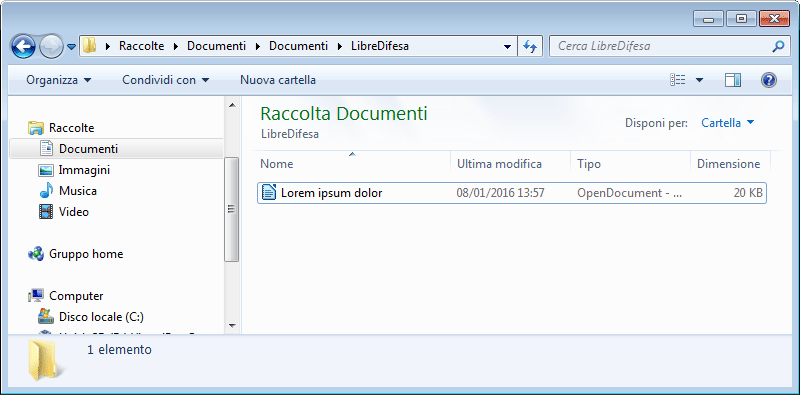 Raccolte Documenti Documenti LibreDifesa Cerca LibreDifesa
Organizza Condividi con Nuova cartella
Raccolte
Documenti
Immagini
Musica
Video
Gruppo home
Computer
Disco locale (C:)
Raccolta Documenti
LibreDifesa
Disponi per: Cartella
Nome Ultima modifica Tipo Dimensione
Lorem ipsum dolor 08/01/2016 13:57 OpenDocument - ... 20 KB
1 elemento